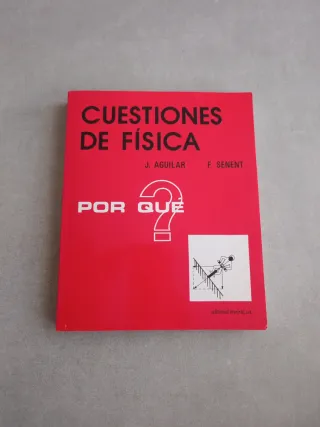 CUESTIONES
DE FÍSICA
J. AGUILAR F. SENENT
POR QUÉ
?